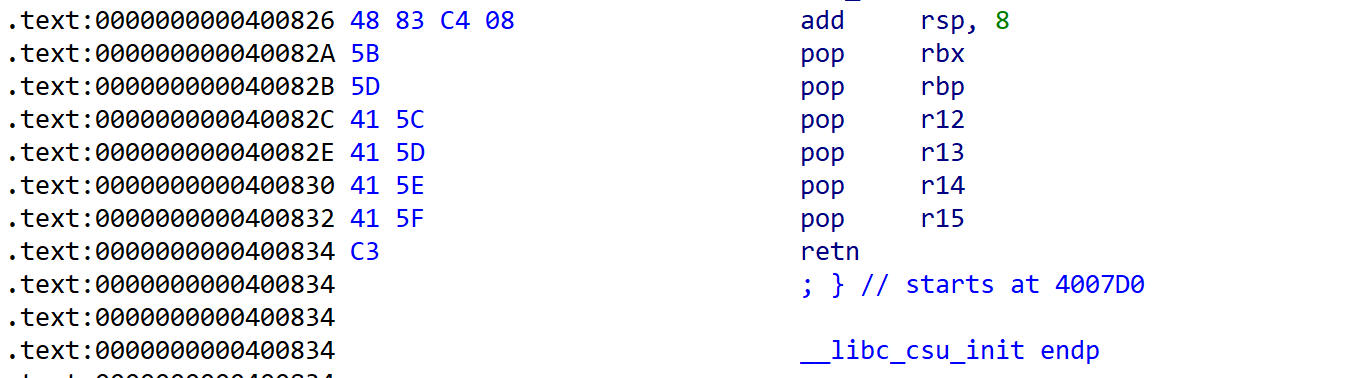 .text:0000000000400826 48 83 C4 08 add rsp, 8
.text:000000000040082A 5B pop rbx
.text:000000000040082B 5D pop rbp
.text:000000000040082C 41 5C pop r12
.text:000000000040082E 41 5D pop r13
.text:0000000000400830 41 5E pop r14
.text:0000000000400832 41 5F pop r15
.text:0000000000400834 C3 retn
.text:0000000000400834 ; } // starts at 4007D0
.text:0000000000400834
.text:0000000000400834 __libc_csu_init endp
.text:0000000000400834